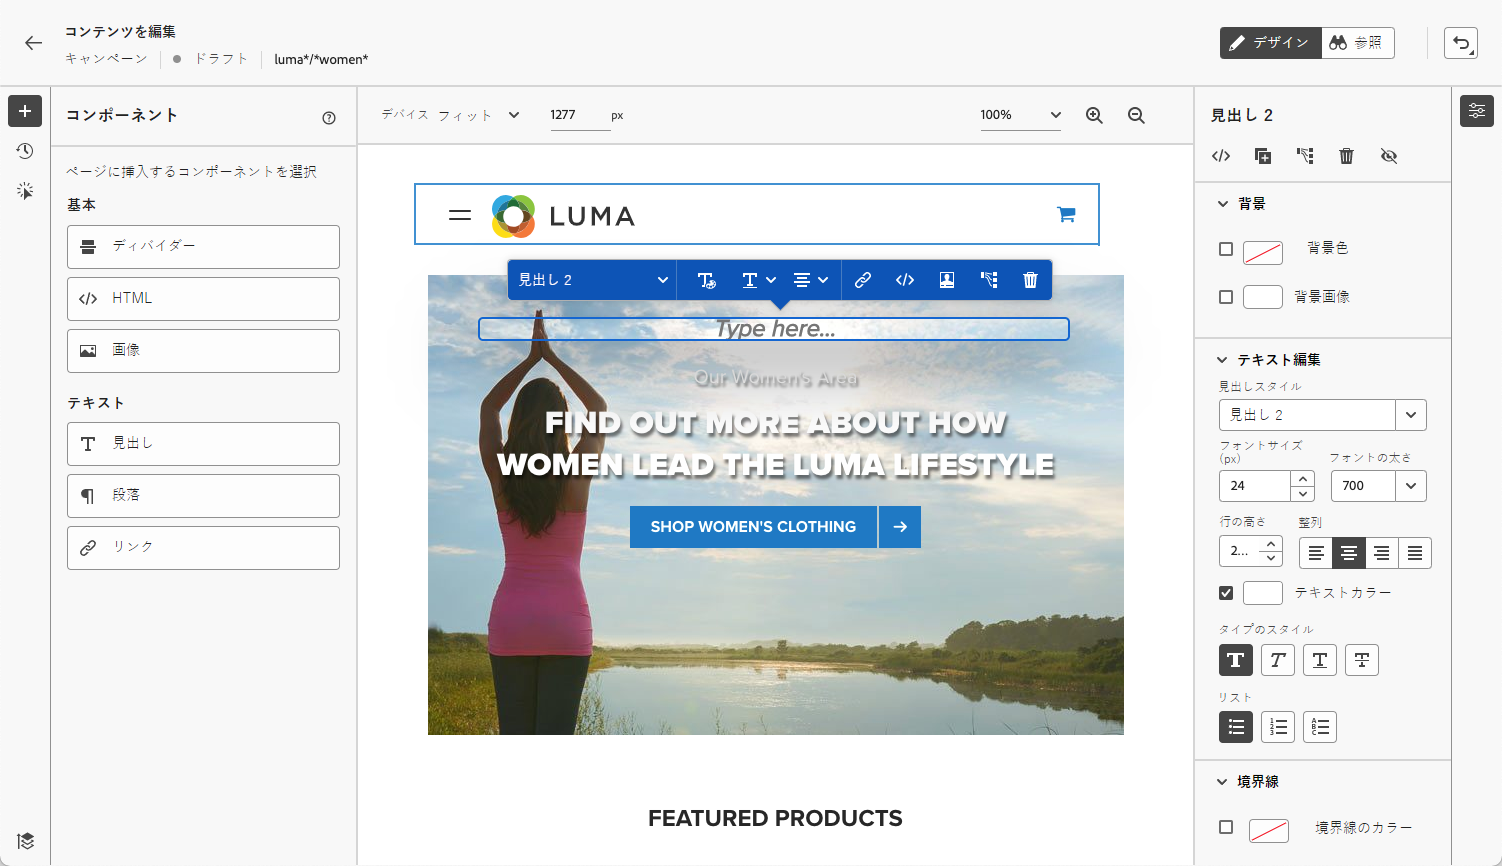 コンテンツを編集
キャンペーン ドラフト luma*/*women*
デザイン 参照
コンポーネント
ページに挿入するコンポーネントを選択
基本
ディバイダー
HTML
画像
テキスト
見出し
段落
リンク
デバイス フィット 1277 px 100%
LUMA
見出し 2
Type here...
Our Women's Area
FIND OUT MORE ABOUT HOW
WOMEN LEAD THE LUMA LIFESTYLE
SHOP WOMEN'S CLOTHING
FEATURED PRODUCTS
見出し 2
背景
背景色
背景画像
テキスト編集
見出しスタイル
見出し 2
フォントサイズ
(px)
フォントの太さ
24
700
行の高さ
整列
2...
テキストカラー
タイプのスタイル
リスト
境界線
境界線のカラー